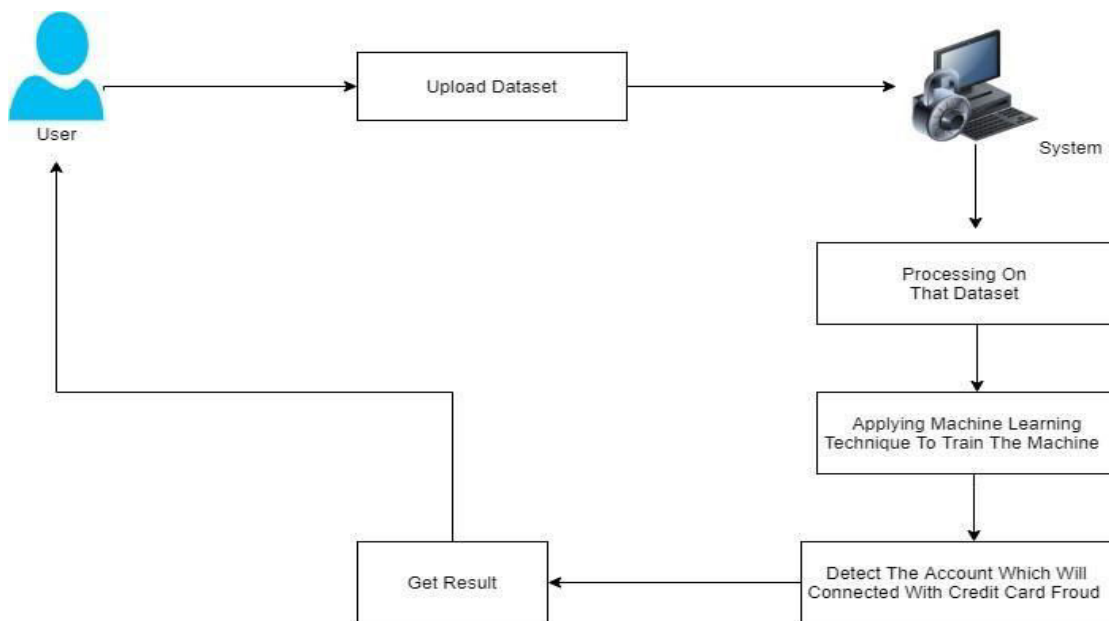 Upload Dataset
User
System
Processing On
That Dataset
Applying Machine Learning
Technique To Train The Machine
Detect The Account Which Will
Connected With Credit Card Froud
Get Result